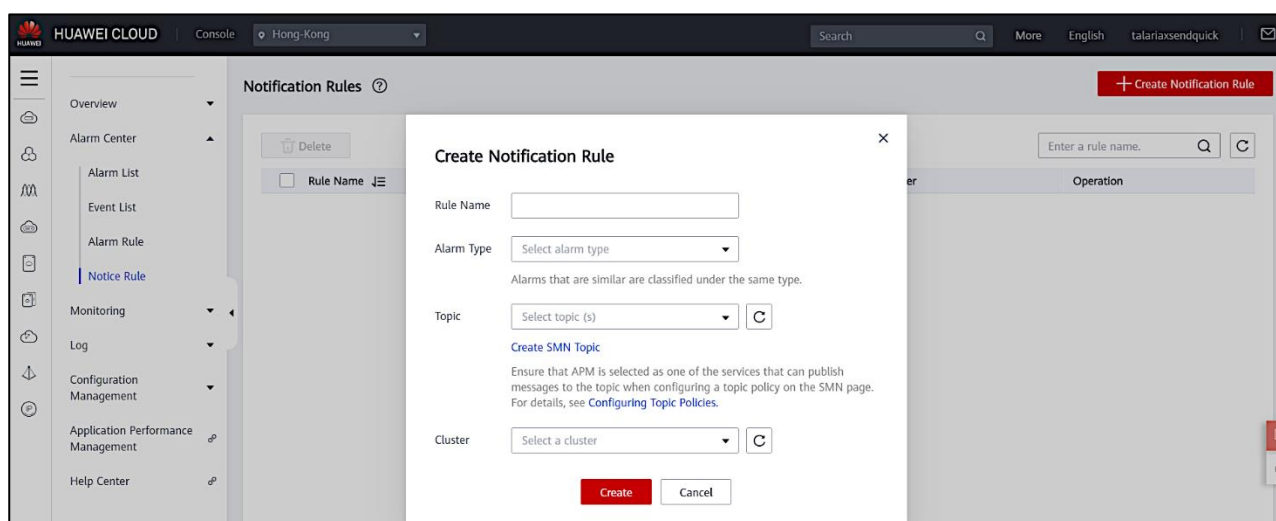 HUAWEI
HUAWEI CLOUD
Console
Hong-Kong
Search
More
English
talariaxsendquick
Overview
Alarm Center
Alarm List
Event List
Alarm Rule
Notice Rule
Monitoring
Log
Configuration
Management
Application Performance
Management
Help Center
Notification Rules
Create Notification Rule
Delete
Enter a rule name.
Rule Name
er
Operation
Create Notification Rule
Rule Name
Alarm Type
Select alarm type
Alarms that are similar are classified under the same type.
Topic
Select topic (s)
Create SMN Topic
Ensure that APM is selected as one of the services that can publish
messages to the topic when configuring a topic policy on the SMN page.
For details, see Configuring Topic Policies.
Cluster
Select a cluster
Create
Cancel